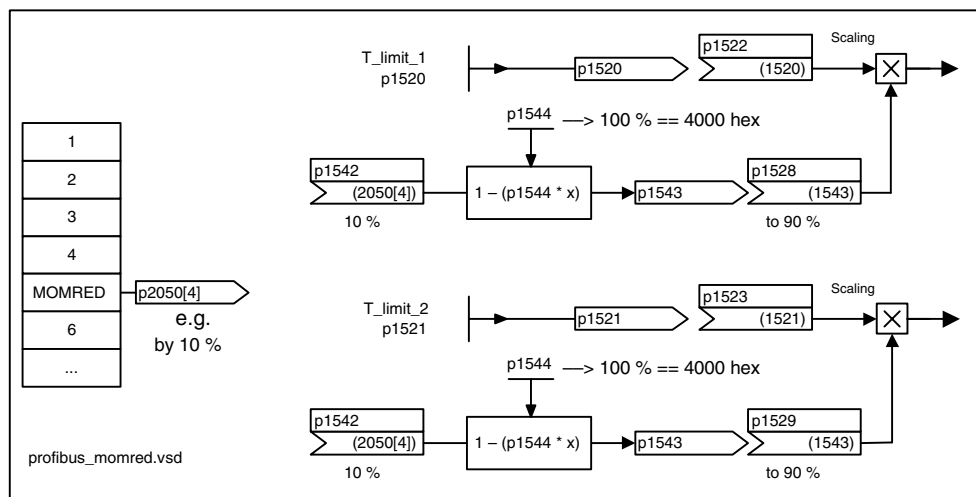 1
2
3
4
MOMRED
6
...
p2050[4]
e.g.
by 10 %
profibus_momred.vsd
T_limit_1
p1520
p1520
p1522
(1520)
Scaling
p1544
—> 100 % == 4000 hex
p1542
(2050[4])
10 %
1 – (p1544 * x)
p1543
p1528
(1543)
to 90 %
T_limit_2
p1521
p1521
p1523
(1521)
Scaling
p1544
—> 100 % == 4000 hex
p1542
(2050[4])
10 %
1 – (p1544 * x)
p1543
p1529
(1543)
to 90 %